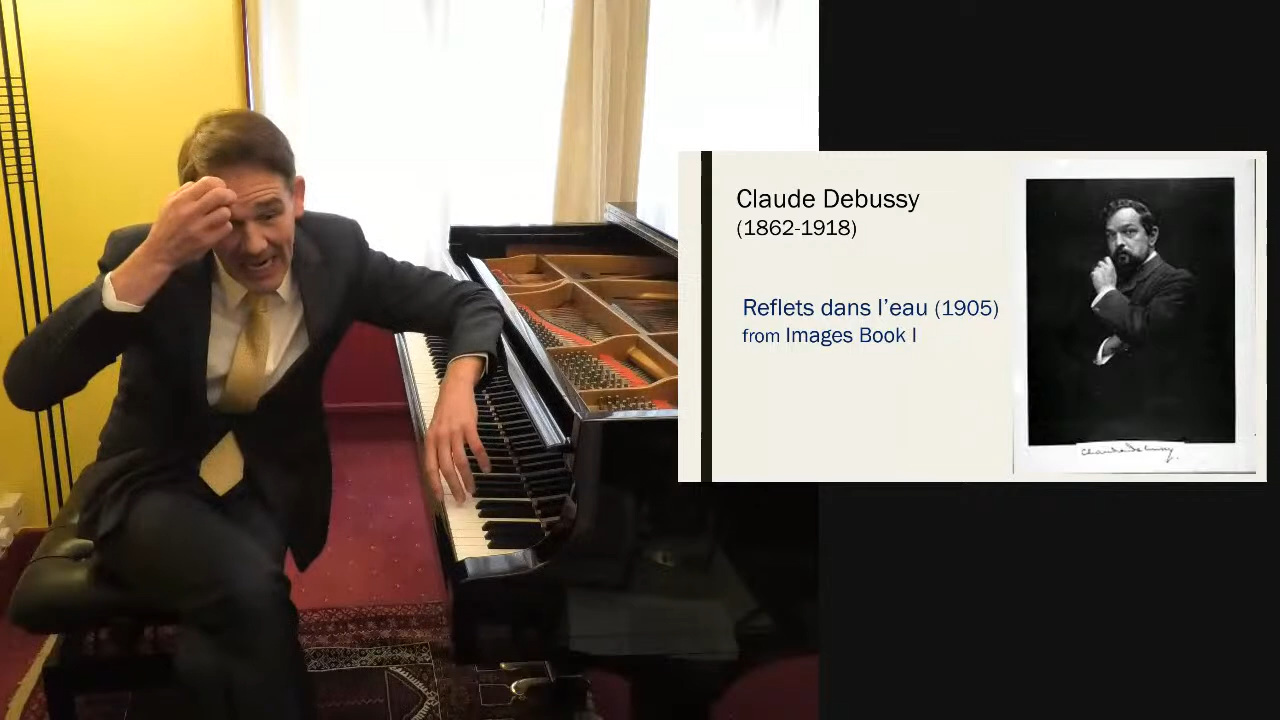 Claude Debussy
(1862-1918)
Reflets dans l'eau (1905)
from Images Book I